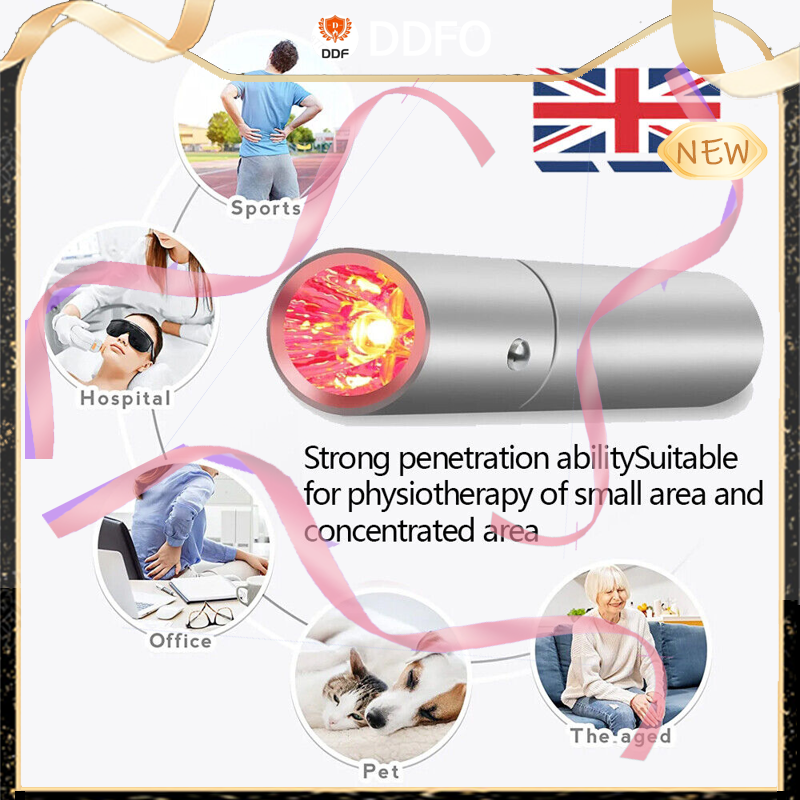 DDFO
DDF
NEW
Sports
Hospital
Strong penetration abilitySuitable
for physiotherapy of small area and
concentrated area
Office
The aged
Pet